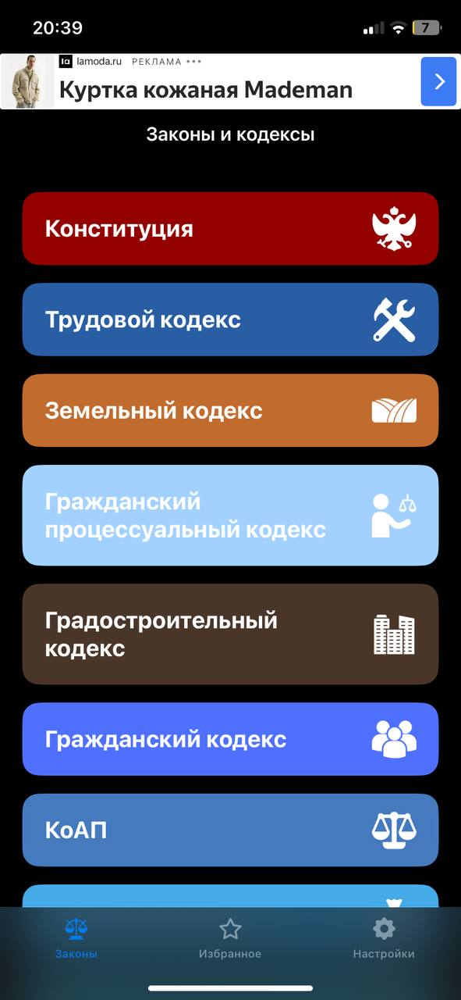 20:39
7
la lamoda.ru РЕКЛАМА •••
Куртка кожаная Mademan
Законы и кодексы
Конституция
Трудовой кодекс
Земельный кодекс
Гражданский
процессуальный кодекс
Градостроительный
кодекс
Гражданский кодекс
КоАП
Законы
Избранное
Настройки